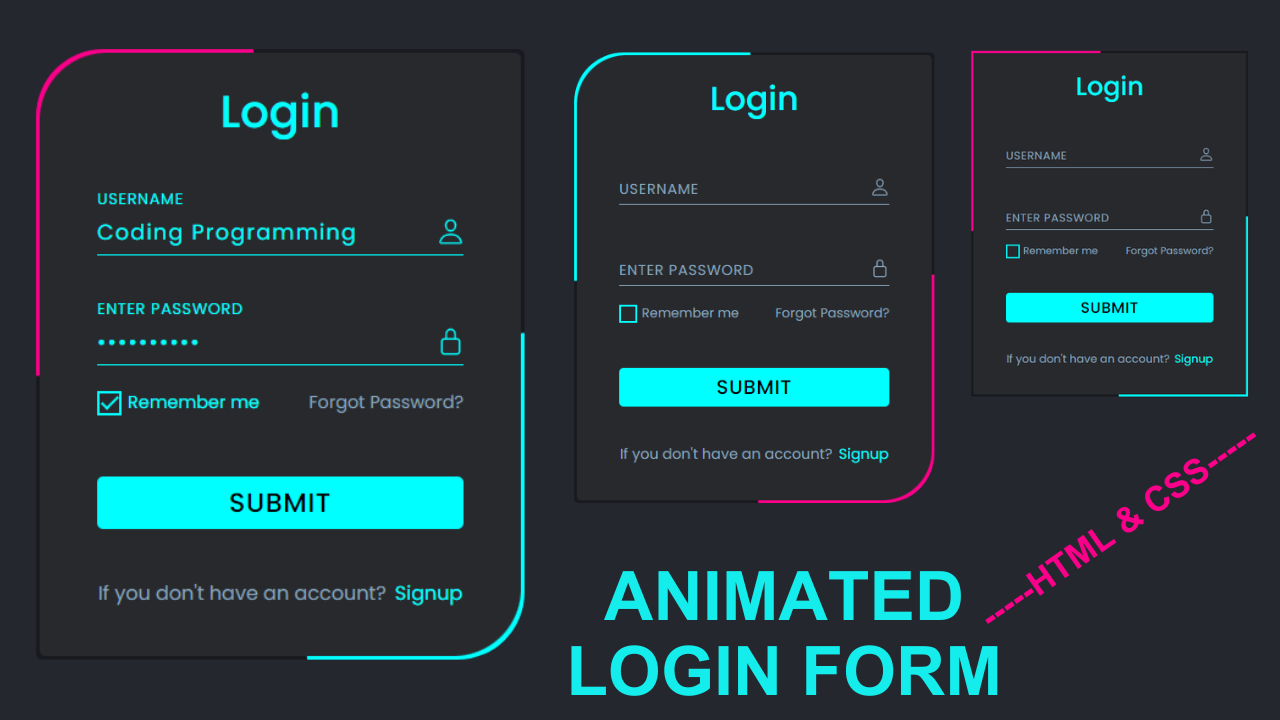 Login
USERNAME
Coding Programming
ENTER PASSWORD
••••••••••
Remember me
Forgot Password?
SUBMIT
If you don't have an account? Signup
Login
USERNAME
ENTER PASSWORD
Remember me
Forgot Password?
SUBMIT
If you don't have an account? Signup
Login
USERNAME
ENTER PASSWORD
Remember me
Forgot Password?
SUBMIT
If you don't have an account? Signup
-----HTML & CSS-----
ANIMATED
LOGIN FORM